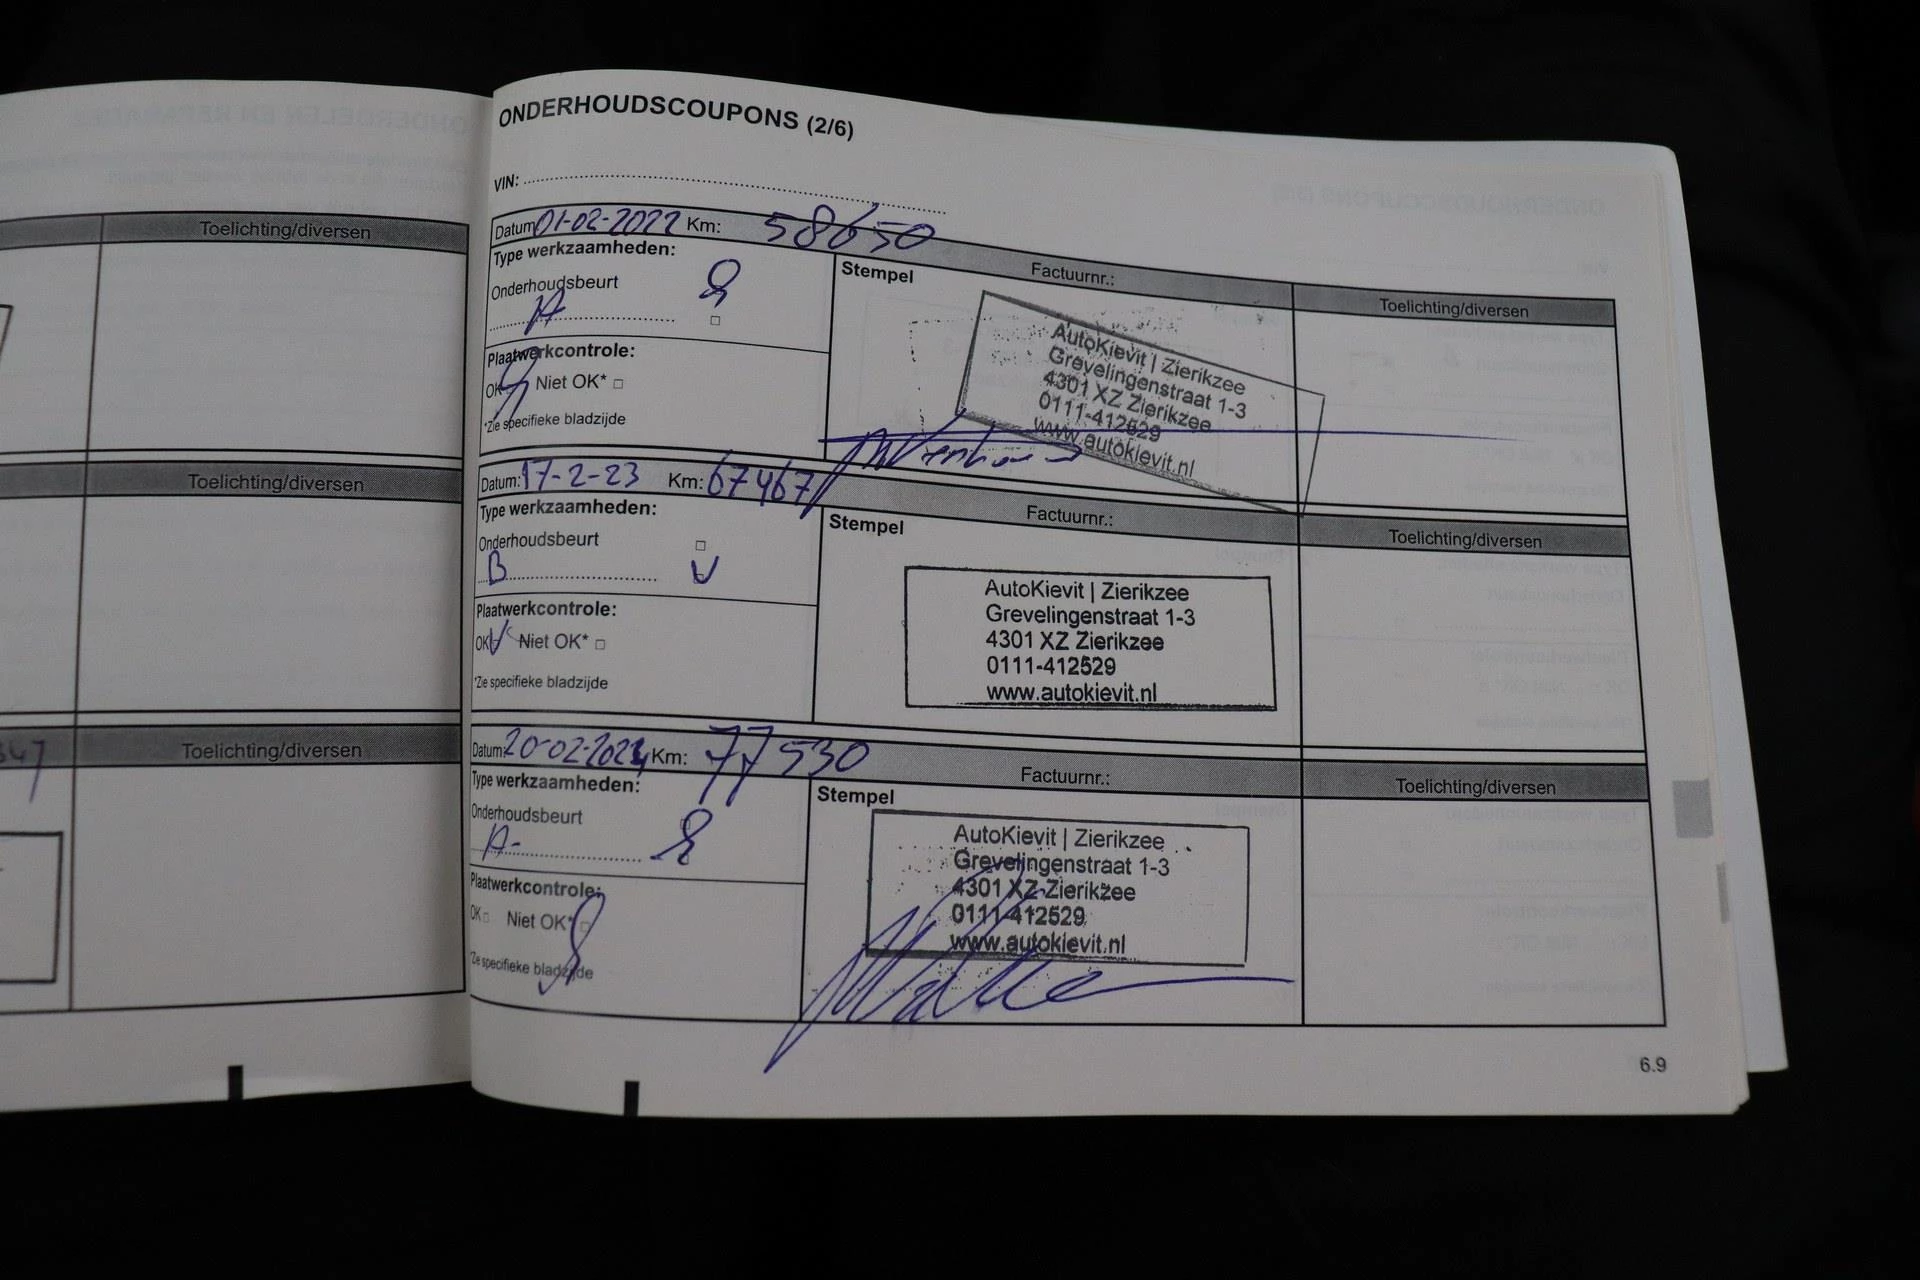 Toelichting/diversen
Toelichting/diversen
347
Toelichting/diversen
ONDERHOUDSCOUPONS (2/6)
VIN:
Datum: 01-02-2022 Km: 58650
Type werkzaamheden:
Stempel
Factuurnr.:
Toelichting/diversen
Onderhoudsbeurt
A
Plaatwerkcontrole:
OK Niet OK*
*Zie specifieke bladzijde
AutoKievit | Zierikzee
Grevelingenstraat 1-3
4301 XZ Zierikzee
0111-412529
www.autokievit.nl
Datum: 17-2-23 Km: 67467
Type werkzaamheden:
Stempel
Factuurnr.:
Toelichting/diversen
Onderhoudsbeurt
B
Plaatwerkcontrole:
OK Niet OK*
*Zie specifieke bladzijde
AutoKievit | Zierikzee
Grevelingenstraat 1-3
4301 XZ Zierikzee
0111-412529
www.autokievit.nl
Datum: 20-02-2024 Km: 77530
Type werkzaamheden:
Stempel
Factuurnr.:
Toelichting/diversen
Onderhoudsbeurt
A-
Plaatwerkcontrole:
OK Niet OK*
*Zie specifieke bladzijde
AutoKievit | Zierikzee
Grevelingenstraat 1-3
4301 XZ Zierikzee
0111-412529
www.autokievit.nl
6.9